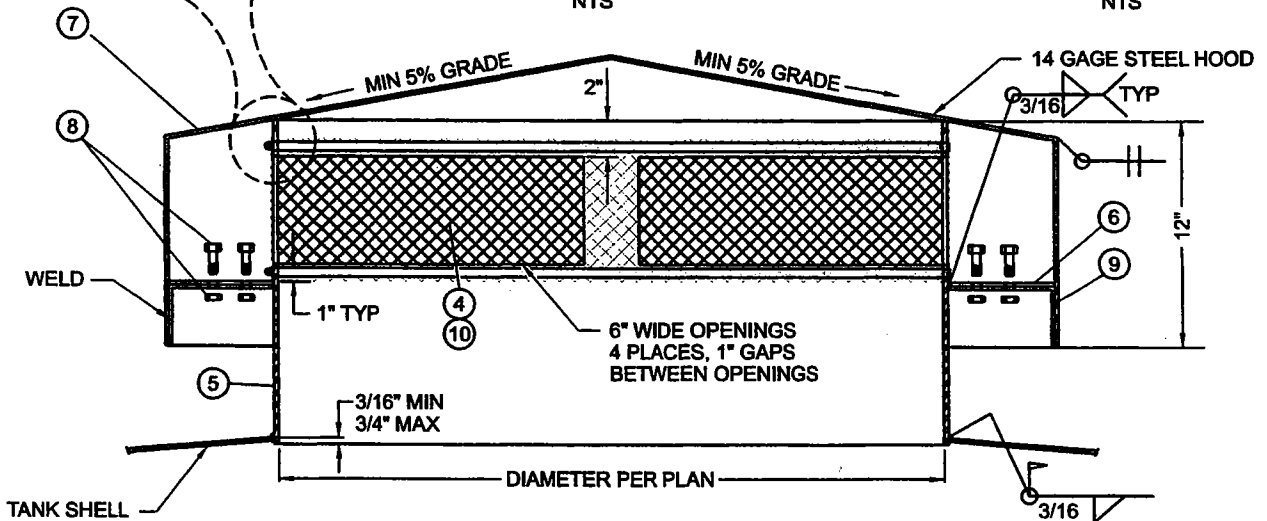 NTS
NTS
7
MIN 5% GRADE
MIN 5% GRADE
14 GAGE STEEL HOOD
2"
3/16
TYP
8
12"
6
9
WELD
1" TYP
4
10
6" WIDE OPENINGS
4 PLACES, 1" GAPS
BETWEEN OPENINGS
5
3/16" MIN
3/4" MAX
DIAMETER PER PLAN
TANK SHELL
3/16